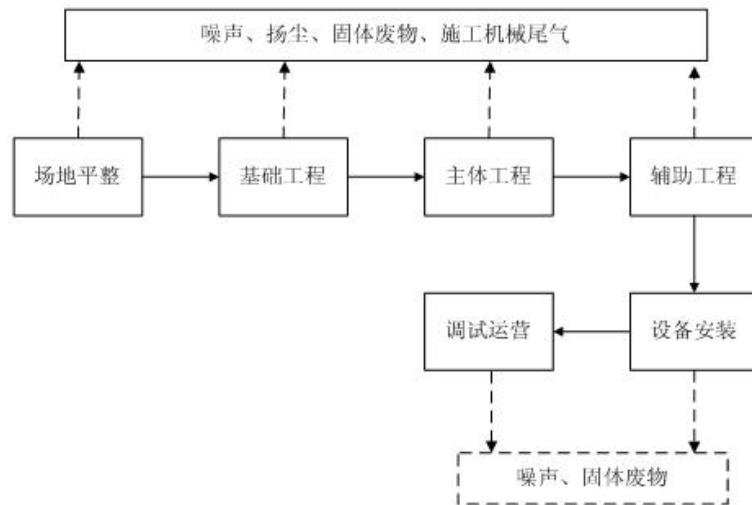 噪声、扬尘、固体废物、施工机械尾气
场地平整
基础工程
主体工程
辅助工程
调试运营
设备安装
噪声、固体废物